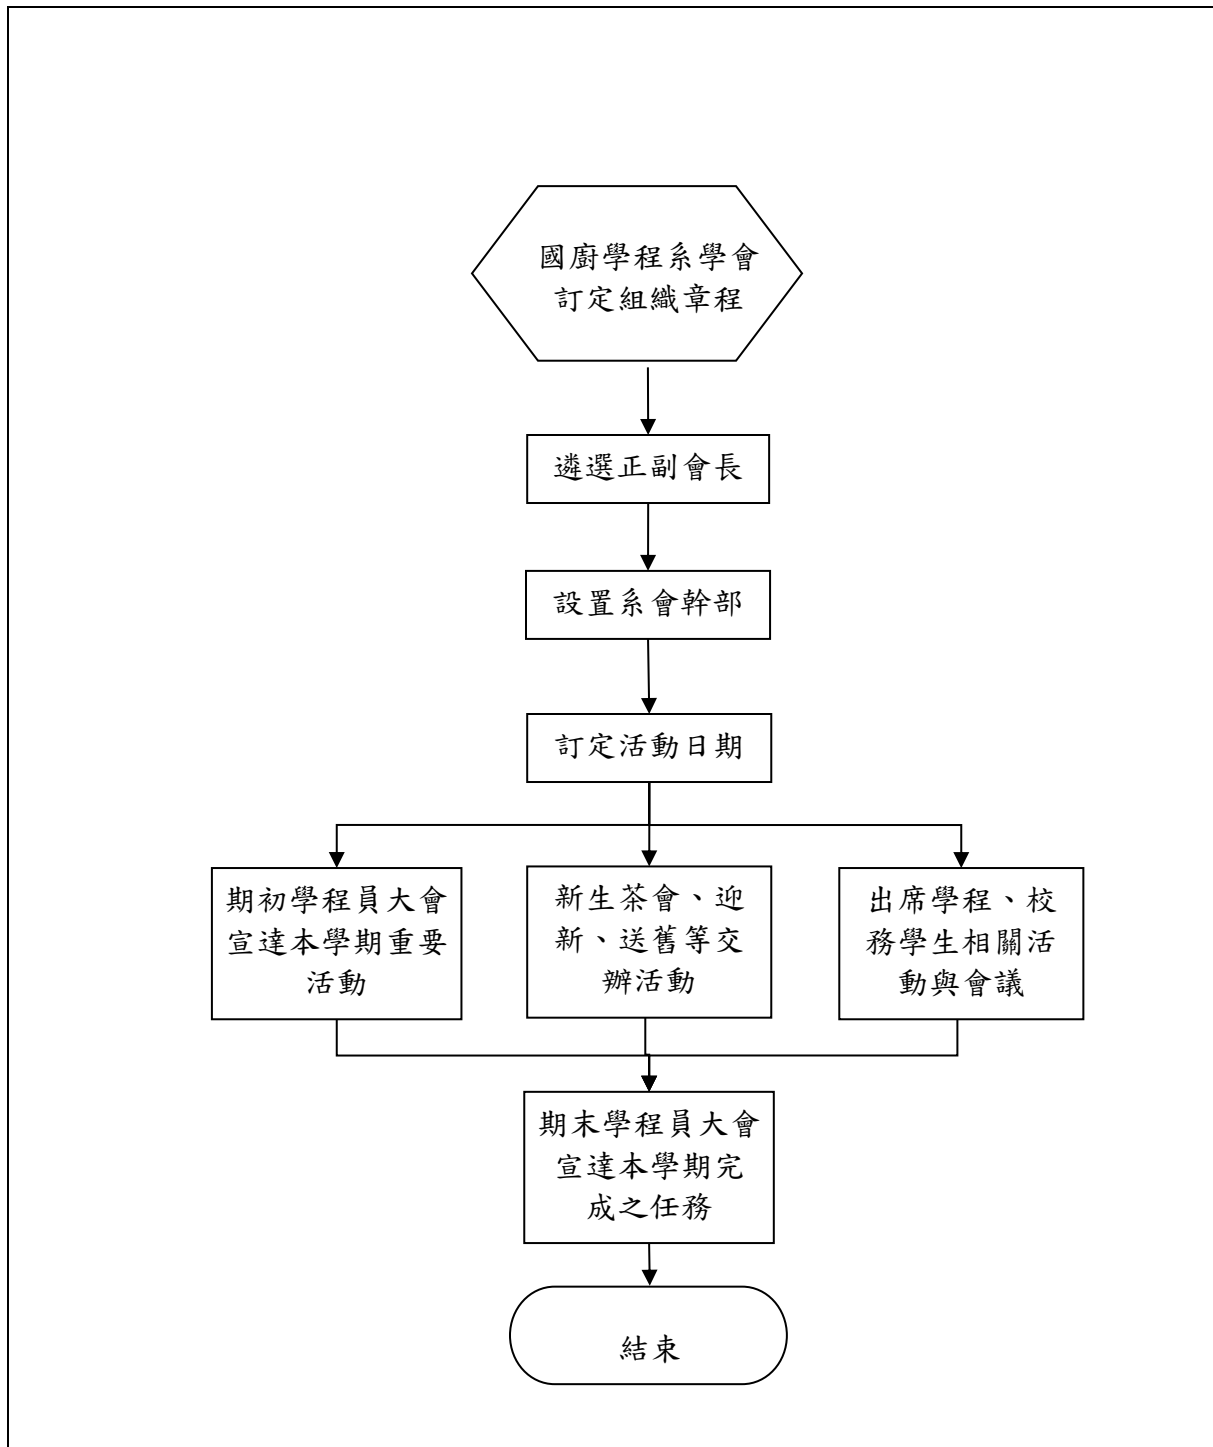 國廚學程系學會
訂定組織章程
遴選正副會長
設置系會幹部
訂定活動日期
期初學程員大會
宣達本學期重要
活動
新生茶會、迎
新、送舊等交
辦活動
出席學程、校
務學生相關活
動與會議
期末學程員大會
宣達本學期完
成之任務
結束